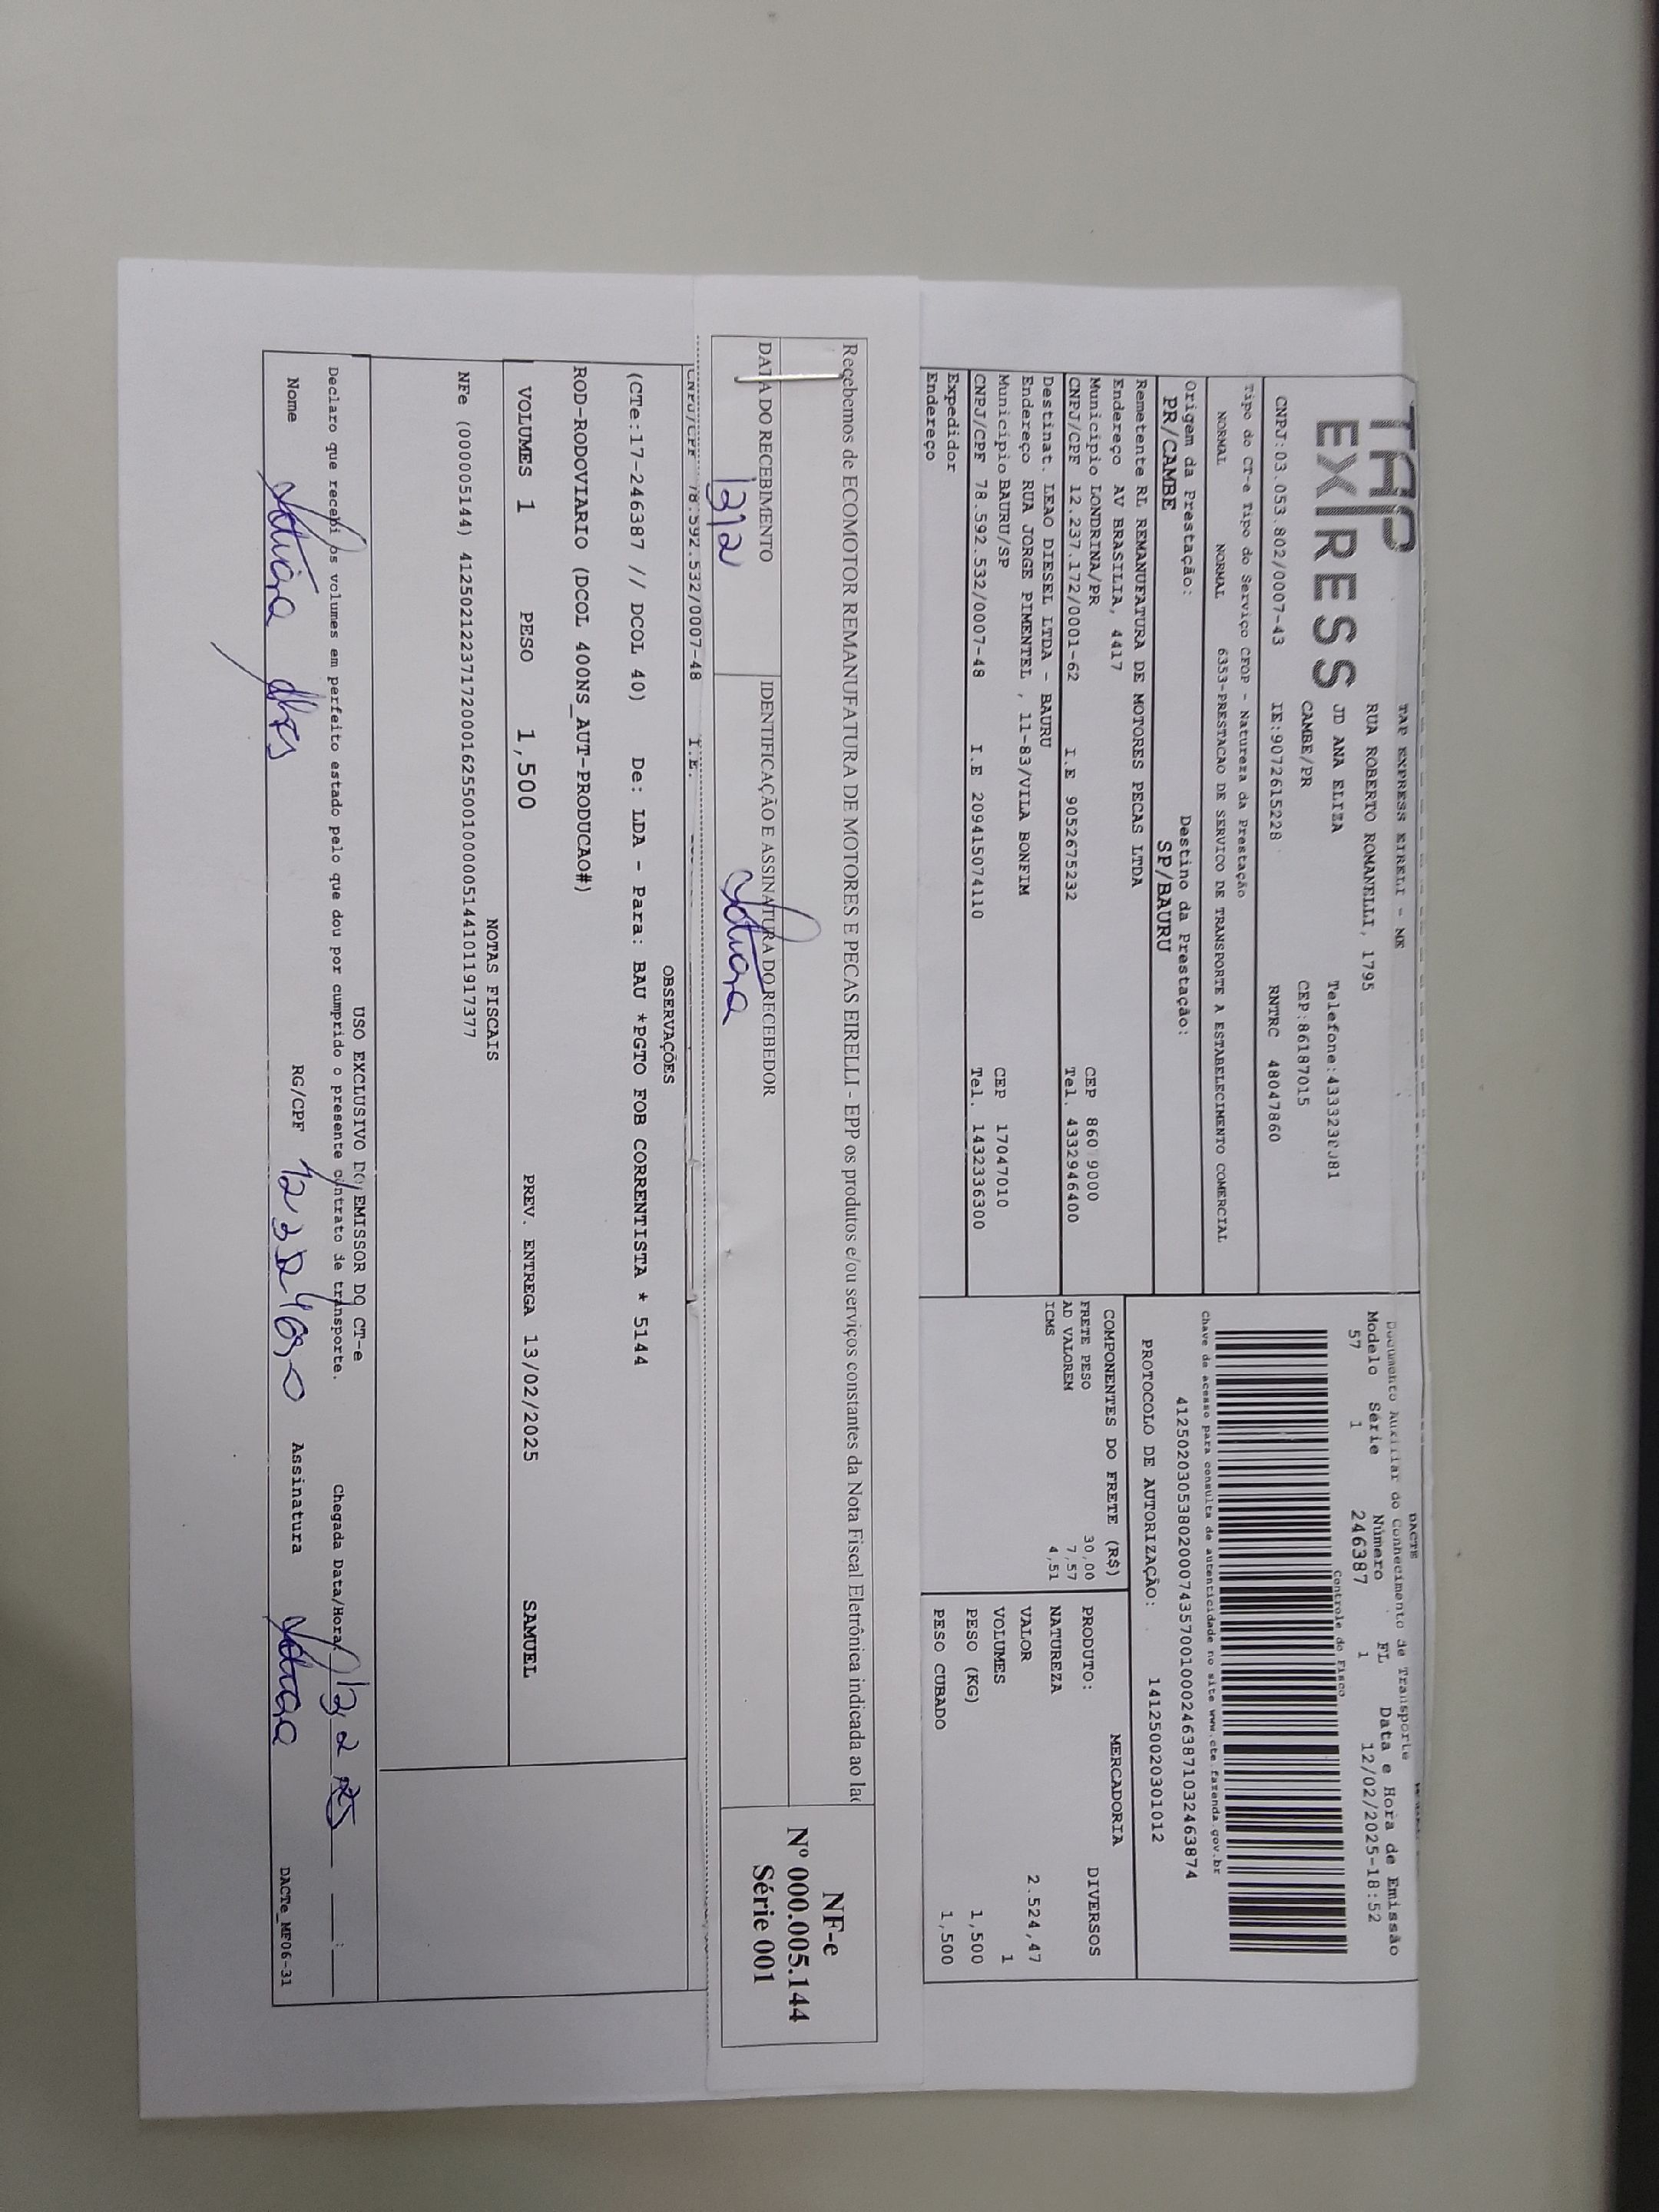 TAP
EXPRESS
TAP EXPRESS EIRELI - ME
RUA ROBERTO ROMANELLI, 1795
JD ANA ELIZA
Telefone:4333230081
CAMBE/PR
CEP:86187015
CNPJ:03.053.802/0007-43
IE:9072615228
RNTRC 48047860
Tipo do CT-e Tipo do Serviço CFOP - Natureza da Prestação
NORMAL NORMAL 6353-PRESTACAO DE SERVICO DE TRANSPORTE A ESTABELECIMENTO COMERCIAL
Origem da Prestação: Destino da Prestação:
PR/CAMBE SP/BAURU
Remetente RL REMANUFATURA DE MOTORES PECAS LTDA
Endereço AV BRASILIA, 4417
Município LONDRINA/PR CEP 860 9000
CNPJ/CPF 12.237.172/0001-62 I.E 9052675232 Tel. 4332946400
Destinat. LEAO DIESEL LTDA - BAURU
Endereço RUA JORGE PIMENTEL , 11-83/VILA BONFIM
Município BAURU/SP CEP 17047010
CNPJ/CPF 78.592.532/0007-48 I.E 209415074110 Tel. 1432336300
Expedidor
Endereço
DACTE
Documento Auxiliar do Conhecimento de Transporte
Modelo Série Número FL Data e Hora de Emissão
57 1 246387 1 12/02/2025-18:52
Controle do Fisco
Chave de acesso para consulta de autenticidade no site www.cte.fazenda.gov.br
41250203053802000743570010002463871032463874
PROTOCOLO DE AUTORIZAÇÃO: 141250020301012
COMPONENTES DO FRETE (R$)
FRETE PESO 30,00
AD VALOREM 7,57
ICMS 4,51
MERCADORIA
PRODUTO: DIVERSOS
NATUREZA
VALOR 2.524,47
VOLUMES 1
PESO (KG) 1,500
PESO CUBADO 1,500
Recebemos de ECOMOTOR REMANUFATURA DE MOTORES E PECAS EIRELLI - EPP os produtos e/ou serviços constantes da Nota Fiscal Eletrônica indicada ao lac
DATA DO RECEBIMENTO
IDENTIFICAÇÃO E ASSINATURA DO RECEBEDOR
NF-e
Nº 000.005.144
Série 001
CNPJ/CPF 78.592.532/0007-48 I.E.
OBSERVAÇÕES
(CTe:17-246387 // DCOL 40) De: LDA - Para: BAU *PGTO FOB CORRENTISTA * 5144
ROD-RODOVIARIO (DCOL 400NS_AUT-PRODUCAO#)
VOLUMES 1 PESO 1,500 PREV. ENTREGA 13/02/2025 SAMUEL
NOTAS FISCAIS
NFe (000005144) 41250212237172000162550010000051441011917377
USO EXCLUSIVO DO EMISSOR DO CT-e
Declaro que recebi os volumes em perfeito estado pelo que dou por cumprido o presente contrato de transporte. Chegada Data/Hora 13 2 25
Nome RG/CPF Assinatura
DACTe_MF06-31